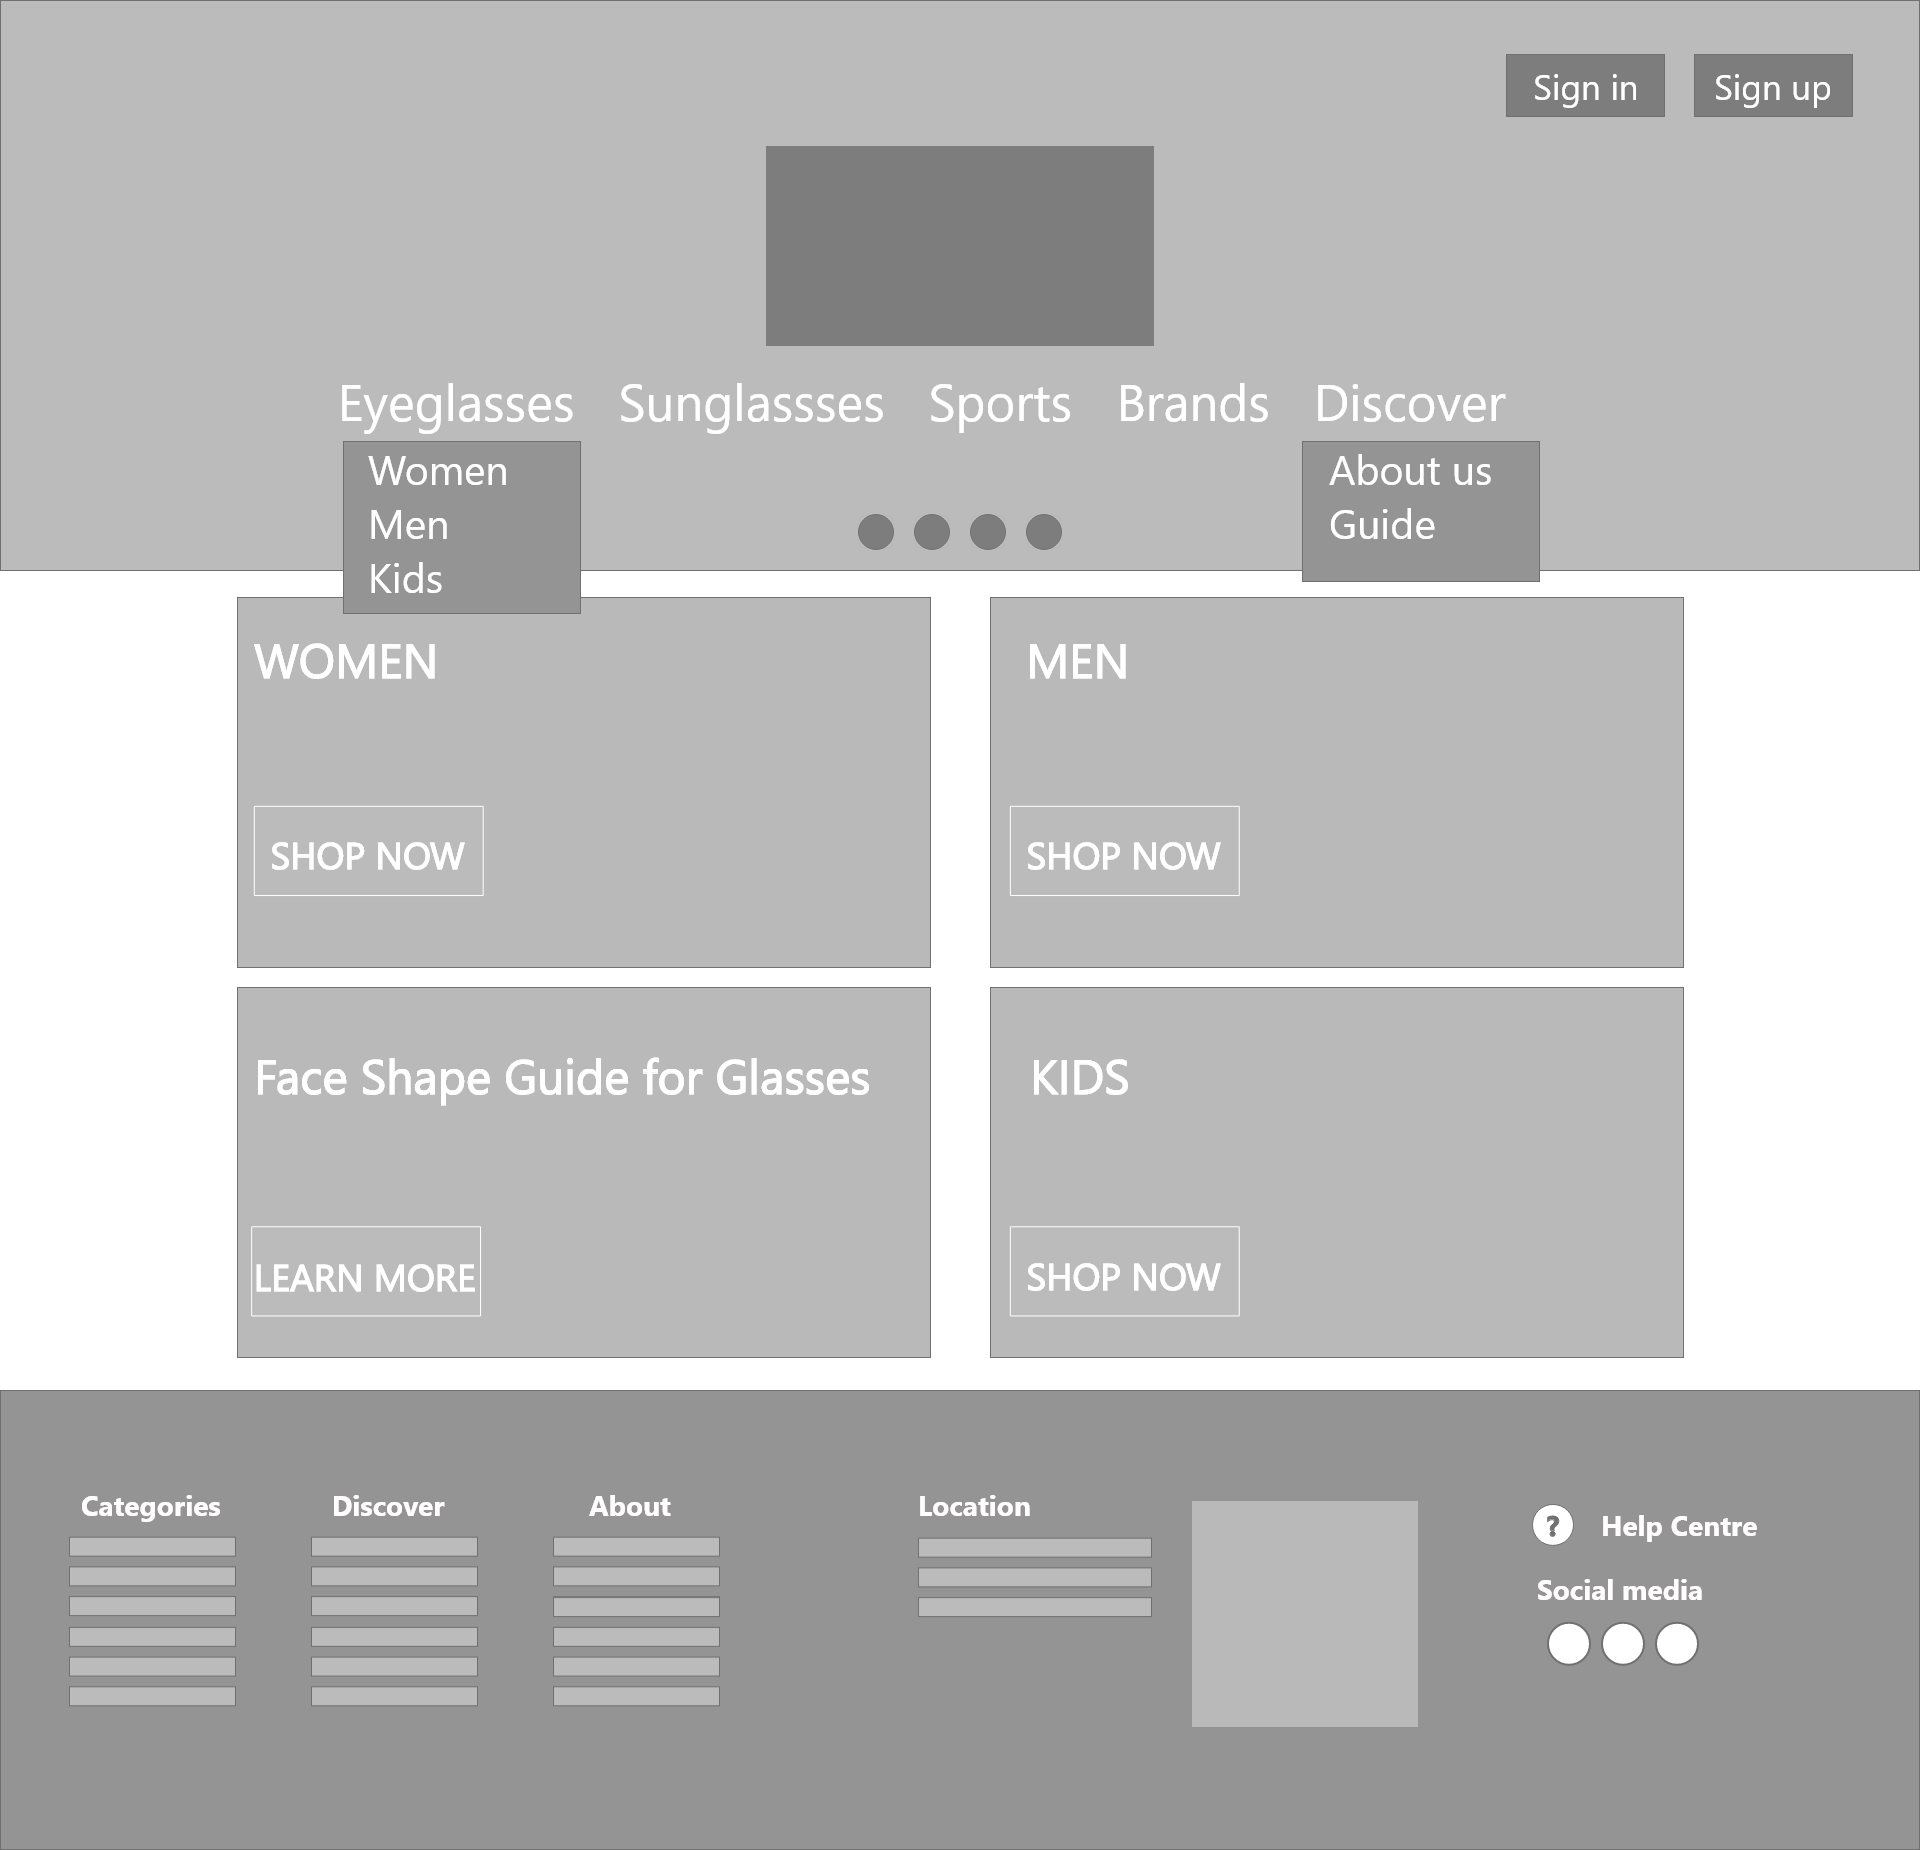 Sign in Sign up
Eyeglasses Sunglassses Sports Brands Discover
Women
Men
Kids
About us
Guide
WOMEN
SHOP NOW
MEN
SHOP NOW
Face Shape Guide for Glasses
LEARN MORE
KIDS
SHOP NOW
Categories
Discover
About
Location
? Help Centre
Social media